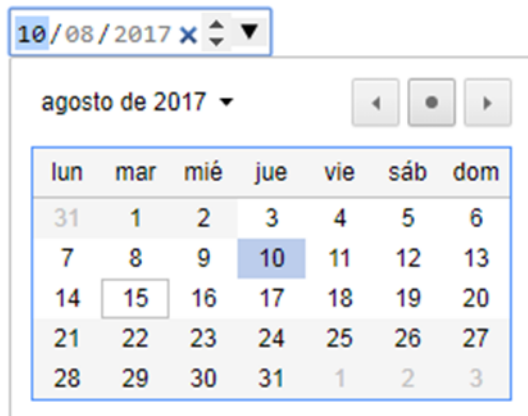 10/08/2017
agosto de 2017
lun mar mié jue vie sáb dom
31 1 2 3 4 5 6
7 8 9 10 11 12 13
14 15 16 17 18 19 20
21 22 23 24 25 26 27
28 29 30 31 1 2 3